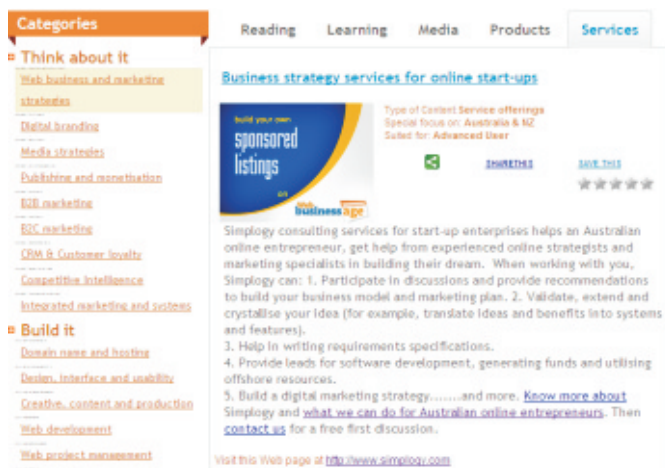 Categories
Think about it
Web business and marketing
strategies
Digital branding
Media strategies
Publishing and monetisation
B2B marketing
B2C marketing
CRM & Customer loyalty
Competitive Intelligence
Integrated marketing and systems
Build it
Domain name and hosting
Design, interface and usability
Creative, content and production
Web development
Web project management
Reading Learning Media Products Services
Business strategy services for online start-ups
build your own
sponsored
listings
on
Web
businessage
Type of Content Service offerings
Special focus on: Australia & NZ
Suited for: Advanced User
SHARETHIS SAVE THIS
Simplogy consulting services for start-up enterprises helps an Australian
online entrepreneur, get help from experienced online strategists and
marketing specialists in building their dream. When working with you,
Simplogy can: 1. Participate in discussions and provide recommendations
to build your business model and marketing plan. 2. Validate, extend and
crystallise your idea (for example, translate ideas and benefits into systems
and features).
3. Help in writing requirements specifications.
4. Provide leads for software development, generating funds and utilising
offshore resources.
5. Build a digital marketing strategy.......and more. Know more about
Simplogy and what we can do for Australian online entrepreneurs. Then
contact us for a free first discussion.
Visit this Web page at http://www.simplogy.com